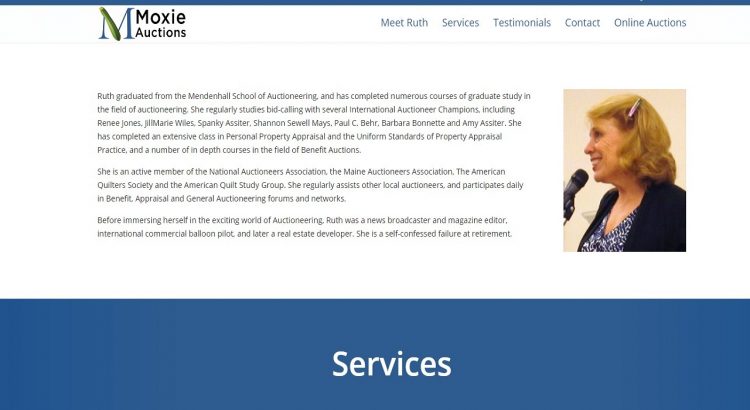 Moxie
Auctions
Meet Ruth Services Testimonials Contact Online Auctions
Ruth graduated from the Mendenhall School of Auctioneering, and has completed numerous courses of graduate study in
the field of auctioneering. She regularly studies bid-calling with several International Auctioneer Champions, including
Renee Jones, JillMarie Wiles, Spanky Assiter, Shannon Sewell Mays, Paul C. Behr, Barbara Bonnette and Amy Assiter. She
has completed an extensive class in Personal Property Appraisal and the Uniform Standards of Property Appraisal
Practice, and a number of in depth courses in the field of Benefit Auctions.
She is an active member of the National Auctioneers Association, the Maine Auctioneers Association, The American
Quilters Society and the American Quilt Study Group. She regularly assists other local auctioneers, and participates daily
in Benefit, Appraisal and General Auctioneering forums and networks.
Before immersing herself in the exciting world of Auctioneering, Ruth was a news broadcaster and magazine editor,
international commercial balloon pilot, and later a real estate developer. She is a self-confessed failure at retirement.
Services